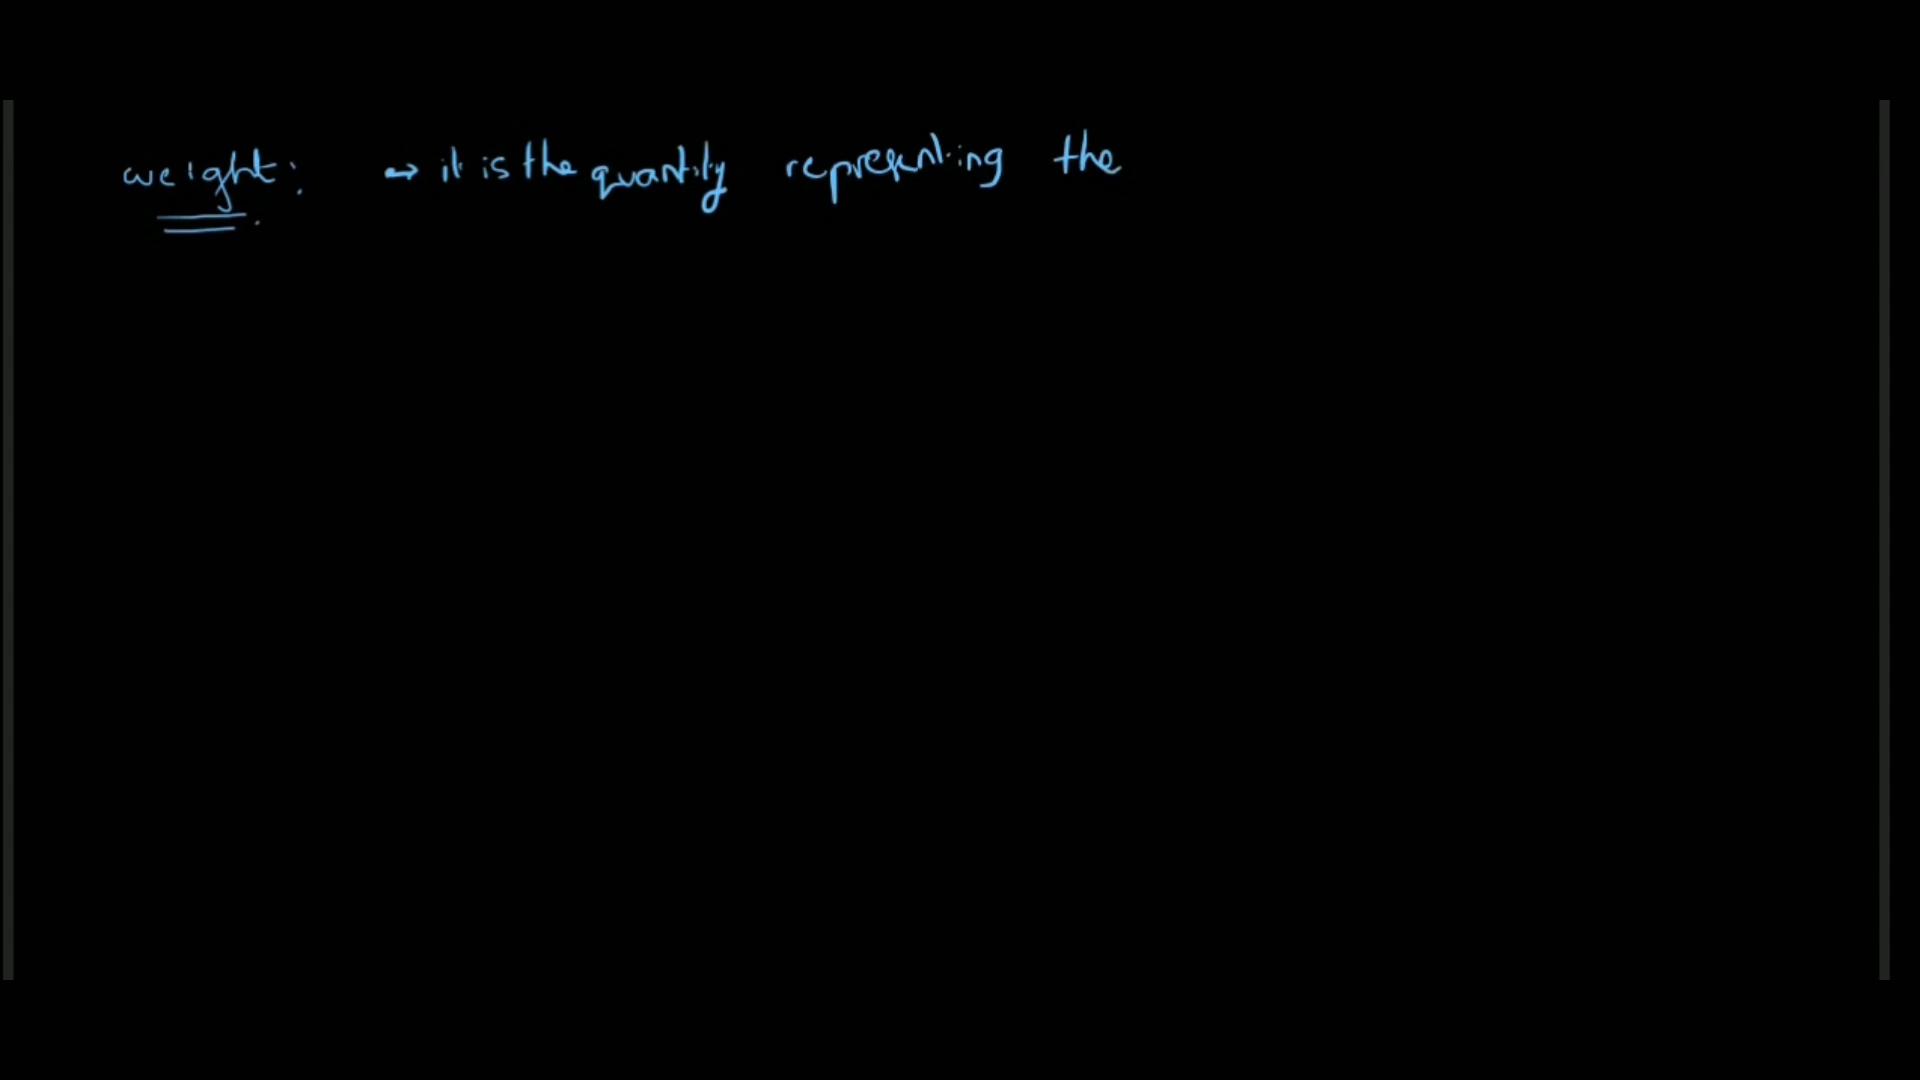 weight: → it is the quantity representing the